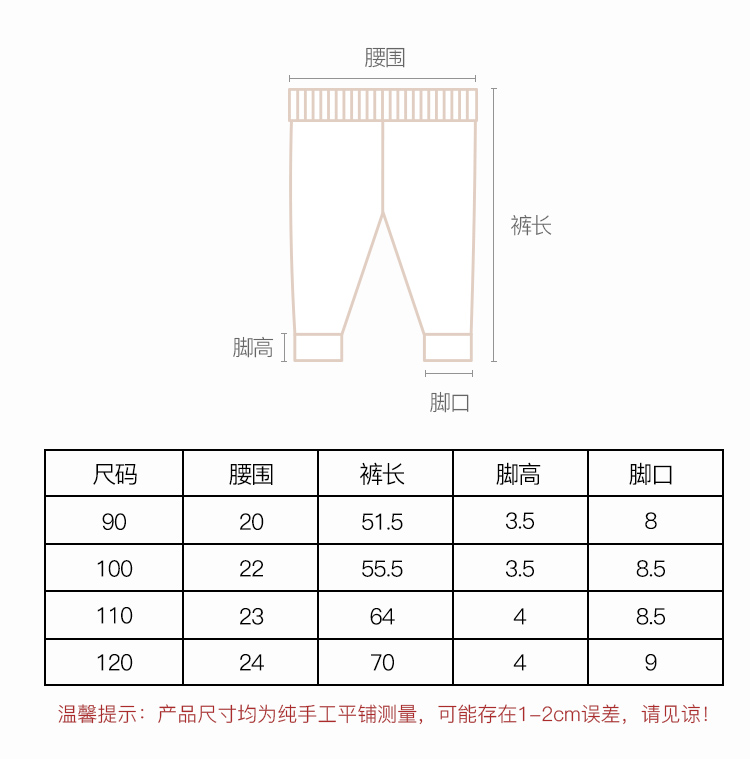 腰围
裤长
脚高
脚口
尺码 腰围 裤长 脚高 脚口
90 20 51.5 3.5 8
100 22 55.5 3.5 8.5
110 23 64 4 8.5
120 24 70 4 9
温馨提示：产品尺寸均为纯手工平铺测量，可能存在1-2cm误差，请见谅！